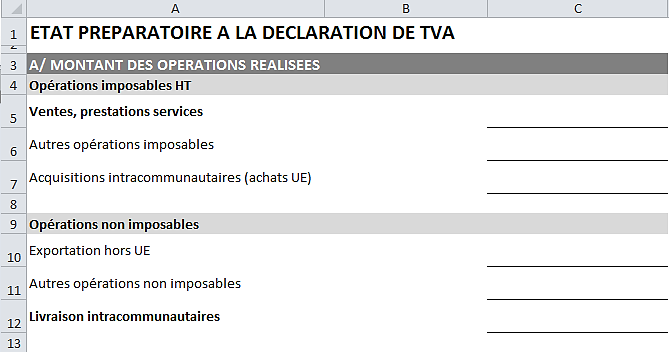 A B C
1 ETAT PREPARATOIRE A LA DECLARATION DE TVA
2
3 A/ MONTANT DES OPERATIONS REALISEES
4 Opérations imposables HT
5 Ventes, prestations services
6 Autres opérations imposables
7 Acquisitions intracommunautaires (achats UE)
8
9 Opérations non imposables
10 Exportation hors UE
11 Autres opérations non imposables
12 Livraison intracommunautaires
13